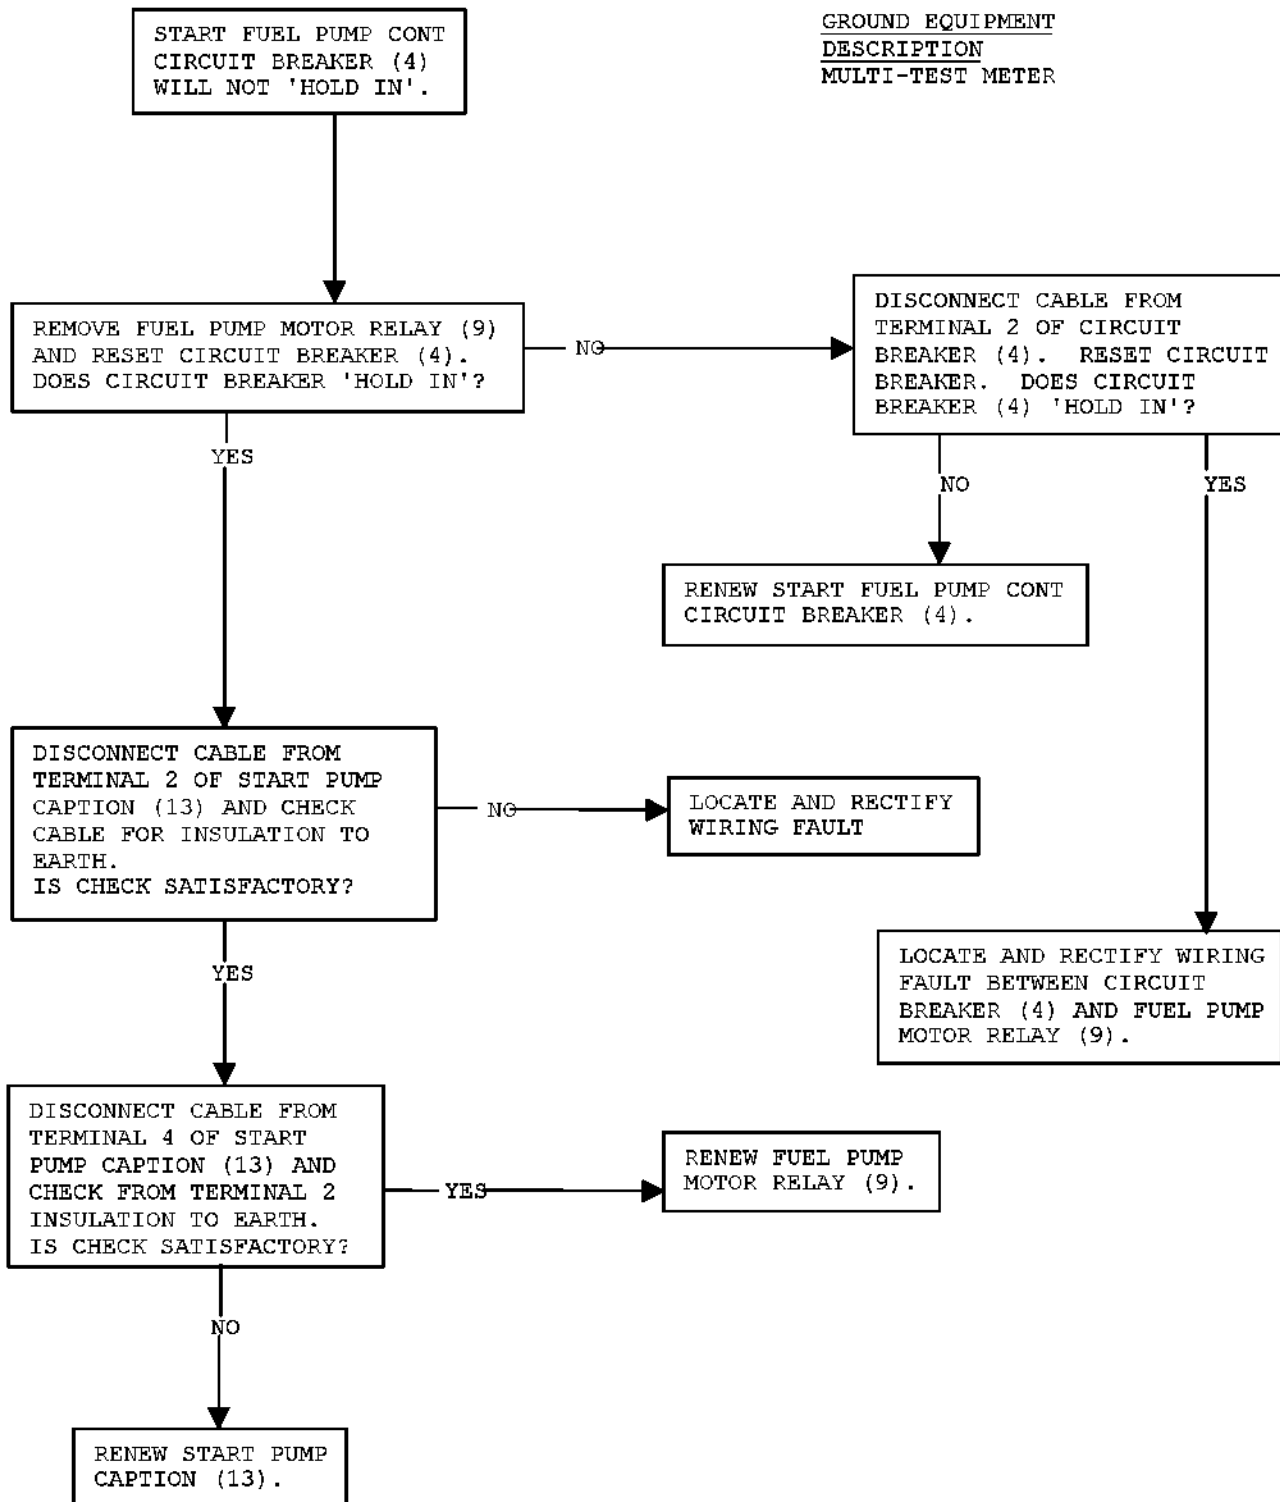 START FUEL PUMP CONT
CIRCUIT BREAKER (4)
WILL NOT 'HOLD IN'.
GROUND EQUIPMENT
DESCRIPTION
MULTI-TEST METER
REMOVE FUEL PUMP MOTOR RELAY (9)
AND RESET CIRCUIT BREAKER (4).
DOES CIRCUIT BREAKER 'HOLD IN'?
NO
DISCONNECT CABLE FROM
TERMINAL 2 OF CIRCUIT
BREAKER (4). RESET CIRCUIT
BREAKER. DOES CIRCUIT
BREAKER (4) 'HOLD IN'?
YES
NO
YES
RENEW START FUEL PUMP CONT
CIRCUIT BREAKER (4).
DISCONNECT CABLE FROM
TERMINAL 2 OF START PUMP
CAPTION (13) AND CHECK
CABLE FOR INSULATION TO
EARTH.
IS CHECK SATISFACTORY?
NO
LOCATE AND RECTIFY
WIRING FAULT
YES
LOCATE AND RECTIFY WIRING
FAULT BETWEEN CIRCUIT
BREAKER (4) AND FUEL PUMP
MOTOR RELAY (9).
DISCONNECT CABLE FROM
TERMINAL 4 OF START
PUMP CAPTION (13) AND
CHECK FROM TERMINAL 2
INSULATION TO EARTH.
IS CHECK SATISFACTORY?
YES
RENEW FUEL PUMP
MOTOR RELAY (9).
NO
RENEW START PUMP
CAPTION (13).